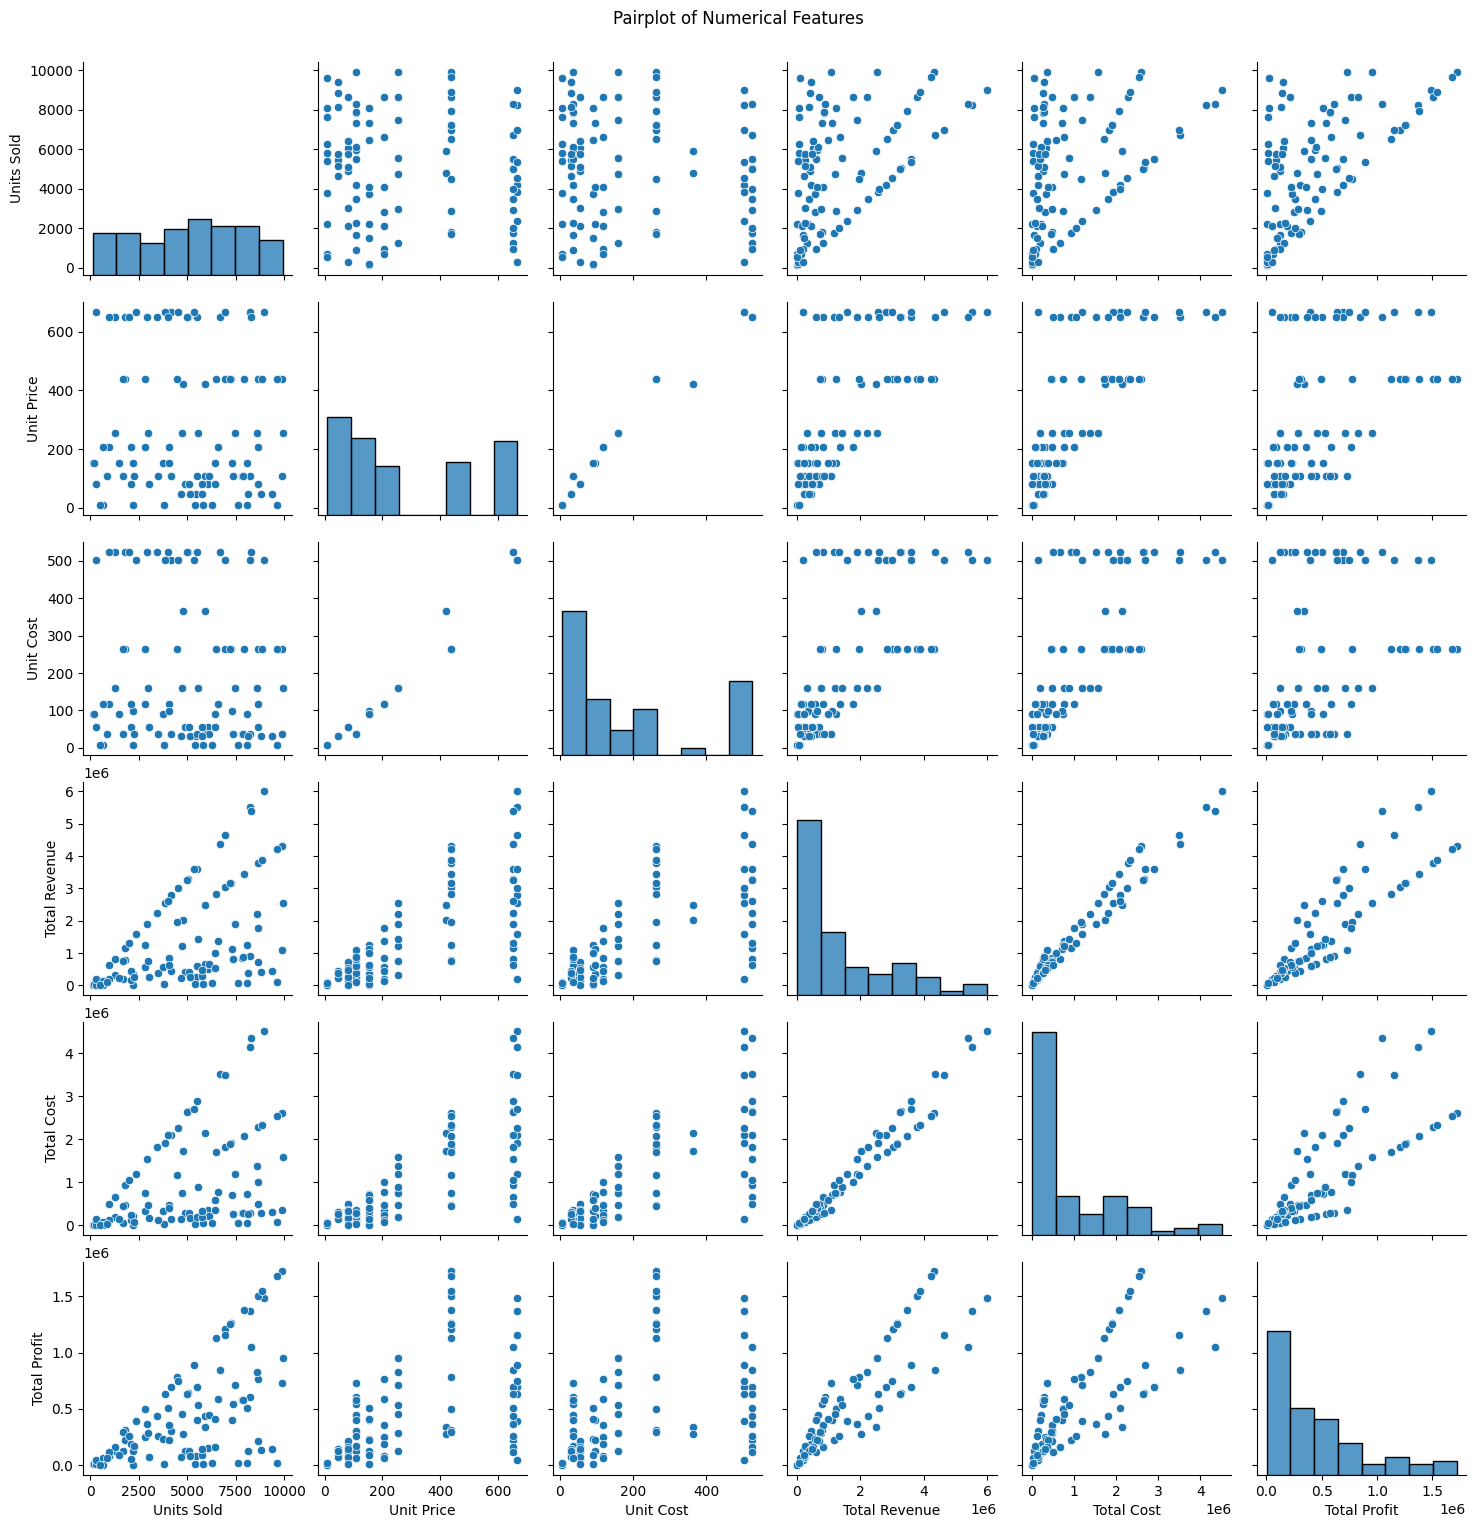 Pairplot of Numerical Features
10000
8000
6000
4000
2000
0
Units Sold
600
400
200
0
Unit Price
500
400
300
200
100
0
Unit Cost
1e6
6
5
4
3
2
1
0
Total Revenue
1e6
4
3
2
1
0
Total Cost
1e6
1.5
1.0
0.5
0.0
Total Profit
0 2500 5000 7500 10000 0 200 400 600 0 200 400 0 2 4 6 0 1 2 3 4 0.0 0.5 1.0 1.5
1e6 1e6 1e6
Units Sold Unit Price Unit Cost Total Revenue Total Cost Total Profit